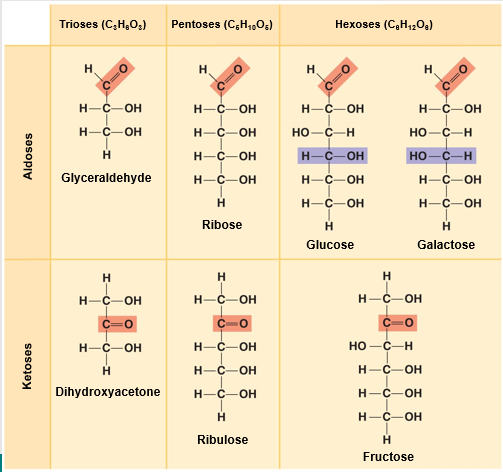 Trioses (C₃H₆O₃)
Pentoses (C₅H₁₀O₅)
Hexoses (C₆H₁₂O₆)
Aldoses
H O
C
H—C—OH
H—C—OH
H
Glyceraldehyde
H O
C
H—C—OH
H—C—OH
H—C—OH
H—C—OH
H
Ribose
H O
C
H—C—OH
HO—C—H
H—C—OH
H—C—OH
H—C—OH
H
Glucose
H O
C
H—C—OH
HO—C—H
HO—C—H
H—C—OH
H—C—OH
H
Galactose
Ketoses
H
H—C—OH
C=O
H—C—OH
H
Dihydroxyacetone
H
H—C—OH
C=O
H—C—OH
H—C—OH
H—C—OH
H
Ribulose
H
H—C—OH
C=O
HO—C—H
H—C—OH
H—C—OH
H—C—OH
H
Fructose